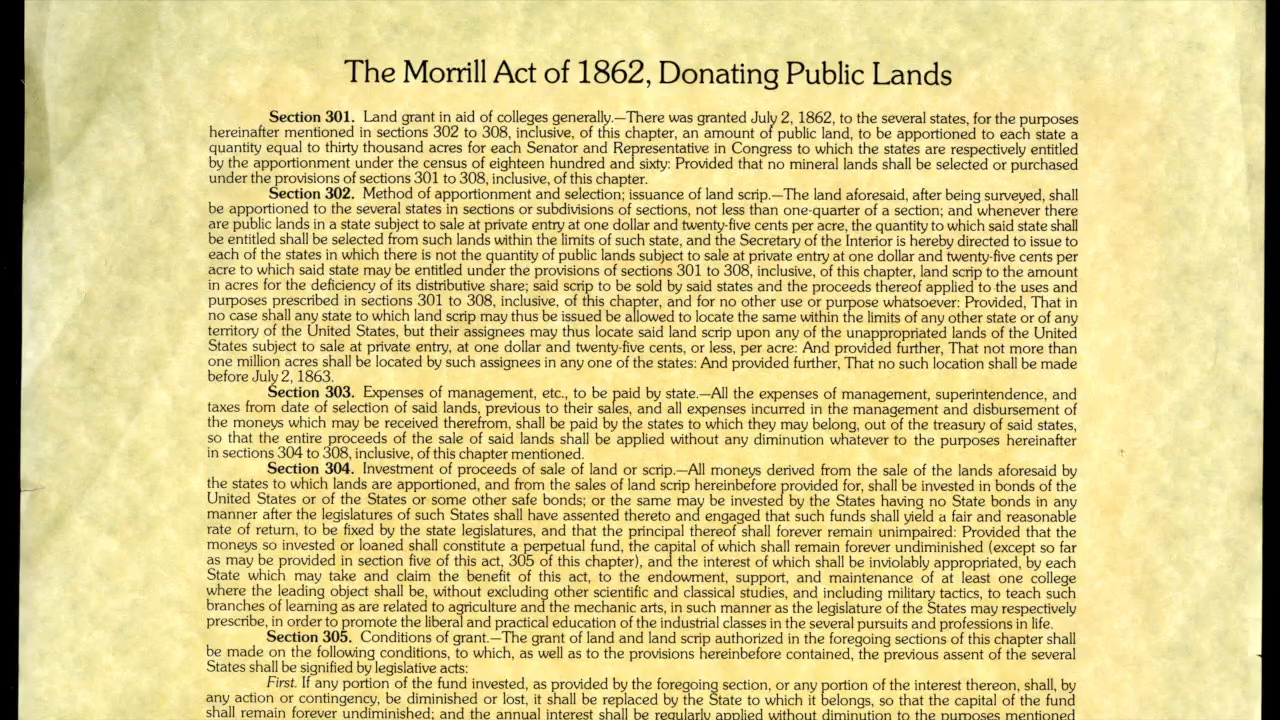 The Morrill Act of 1862, Donating Public Lands
Section 301. Land grant in aid of colleges generally.—There was granted July 2, 1862, to the several states, for the purposes
hereinafter mentioned in sections 302 to 308, inclusive, of this chapter, an amount of public land, to be apportioned to each state a
quantity equal to thirty thousand acres for each Senator and Representative in Congress to which the states are respectively entitled
by the apportionment under the census of eighteen hundred and sixty: Provided that no mineral lands shall be selected or purchased
under the provisions of sections 301 to 308, inclusive, of this chapter.
Section 302. Method of apportionment and selection; issuance of land scrip.—The land aforesaid, after being surveyed, shall
be apportioned to the several states in sections or subdivisions of sections, not less than one-quarter of a section; and whenever there
are public lands in a state subject to sale at private entry at one dollar and twenty-five cents per acre, the quantity to which said state shall
be entitled shall be selected from such lands within the limits of such state, and the Secretary of the Interior is hereby directed to issue to
each of the states in which there is not the quantity of public lands subject to sale at private entry at one dollar and twenty-five cents per
acre to which said state may be entitled under the provisions of sections 301 to 308, inclusive, of this chapter, land scrip to the amount
in acres for the deficiency of its distributive share; said scrip to be sold by said states and the proceeds thereof applied to the uses and
purposes prescribed in sections 301 to 308, inclusive, of this chapter, and for no other use or purpose whatsoever: Provided, That in
no case shall any state to which land scrip may thus be issued be allowed to locate the same within the limits of any other state or of any
territory of the United States, but their assignees may thus locate said land scrip upon any of the unappropriated lands of the United
States subject to sale at private entry, at one dollar and twenty-five cents, or less, per acre: And provided further, That not more than
one million acres shall be located by such assignees in any one of the states: And provided further, That no such location shall be made
before July 2, 1863.
Section 303. Expenses of management, etc., to be paid by state.—All the expenses of management, superintendence, and
taxes from date of selection of said lands, previous to their sales, and all expenses incurred in the management and disbursement of
the moneys which may be received therefrom, shall be paid by the states to which they may belong, out of the treasury of said states,
so that the entire proceeds of the sale of said lands shall be applied without any diminution whatever to the purposes hereinafter
in sections 304 to 308, inclusive, of this chapter mentioned.
Section 304. Investment of proceeds of sale of land or scrip.—All moneys derived from the sale of the lands aforesaid by
the states to which lands are apportioned, and from the sales of land scrip hereinbefore provided for, shall be invested in bonds of the
United States or of the States or some other safe bonds; or the same may be invested by the States having no State bonds in any
manner after the legislatures of such States shall have assented thereto and engaged that such funds shall yield a fair and reasonable
rate of return, to be fixed by the state legislatures, and that the principal thereof shall forever remain unimpaired: Provided that the
moneys so invested or loaned shall constitute a perpetual fund, the capital of which shall remain forever undiminished (except so far
as may be provided in section five of this act, 305 of this chapter), and the interest of which shall be inviolably appropriated, by each
State which may take and claim the benefit of this act, to the endowment, support, and maintenance of at least one college
where the leading object shall be, without excluding other scientific and classical studies, and including military tactics, to teach such
branches of learning as are related to agriculture and the mechanic arts, in such manner as the legislature of the States may respectively
prescribe, in order to promote the liberal and practical education of the industrial classes in the several pursuits and professions in life.
Section 305. Conditions of grant.—The grant of land and land scrip authorized in the foregoing sections of this chapter shall
be made on the following conditions, to which, as well as to the provisions hereinbefore contained, the previous assent of the several
States shall be signified by legislative acts:
First. If any portion of the fund invested, as provided by the foregoing section, or any portion of the interest thereon, shall, by
any action or contingency, be diminished or lost, it shall be replaced by the State to which it belongs, so that the capital of the fund
shall remain forever undiminished; and the annual interest shall be regularly applied without diminution to the purposes mentioned